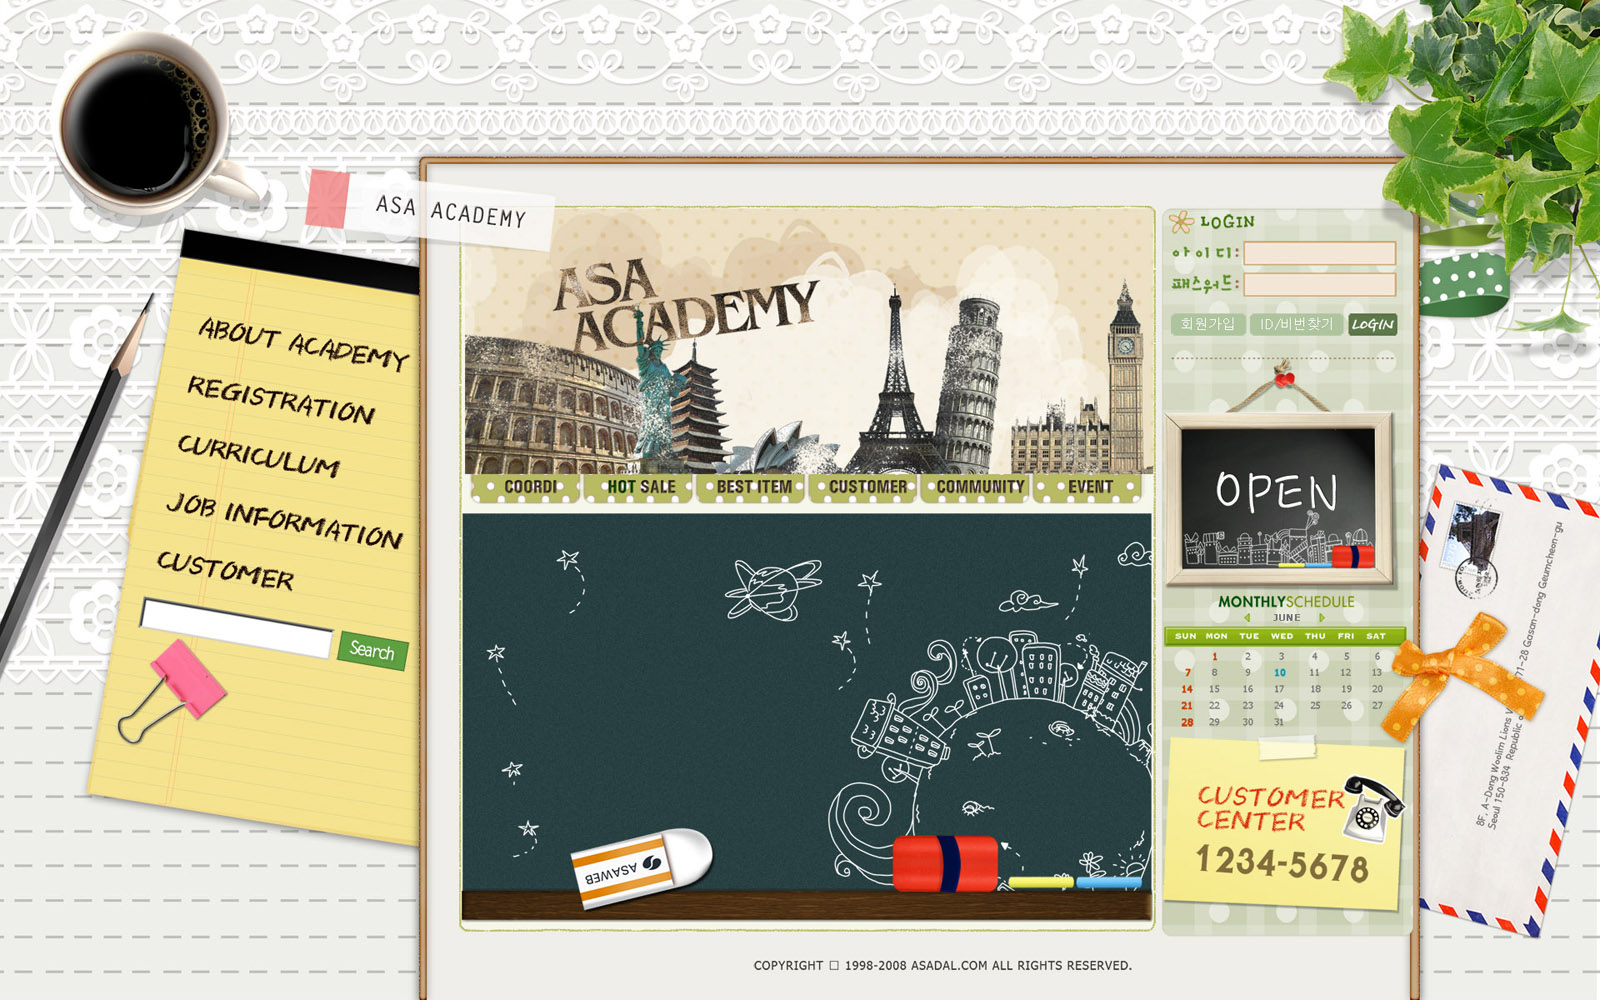 ASA ACADEMY
ABOUT ACADEMY
REGISTRATION
CURRICULUM
JOB INFORMATION
CUSTOMER
Search
ASA
ACADEMY
COORDI
HOT SALE
BEST ITEM
CUSTOMER
COMMUNITY
EVENT
ASAWEB
LOGIN
아이디:
패스워드:
회원가입
ID/비번찾기
LOGIN
OPEN
MONTHLYSCHEDULE
JUNE
SUN MON TUE WED THU FRI SAT
1 2 3 4 5 6
7 8 9 10 11 12 13
14 15 16 17 18 19 20
21 22 23 24 25 26 27
28 29 30 31
CUSTOMER
CENTER
1234-5678
8F, A-Dong Woolim Lions 71-28 Gasan-dong Geumcheon-gu
Seoul 150-834 Republic
COPYRIGHT □ 1998-2008 ASADAL.COM ALL RIGHTS RESERVED.